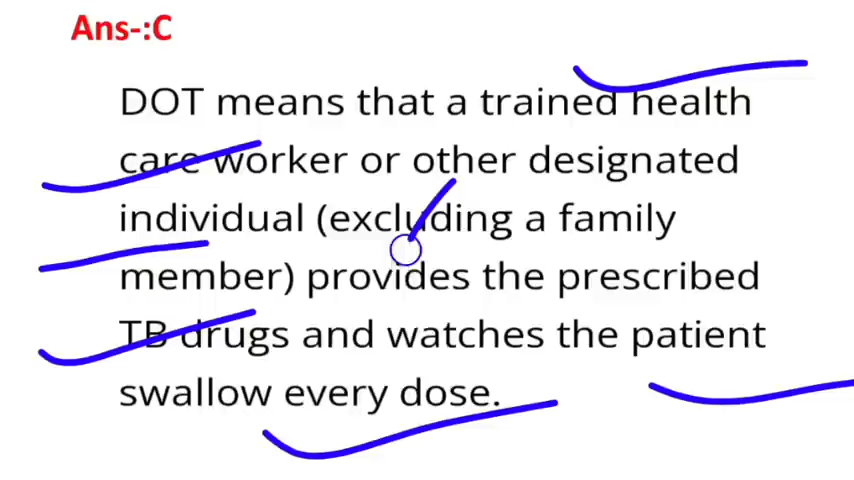 Ans-:C
DOT means that a trained health
care worker or other designated
individual (excluding a family
member) provides the prescribed
TB drugs and watches the patient
swallow every dose.